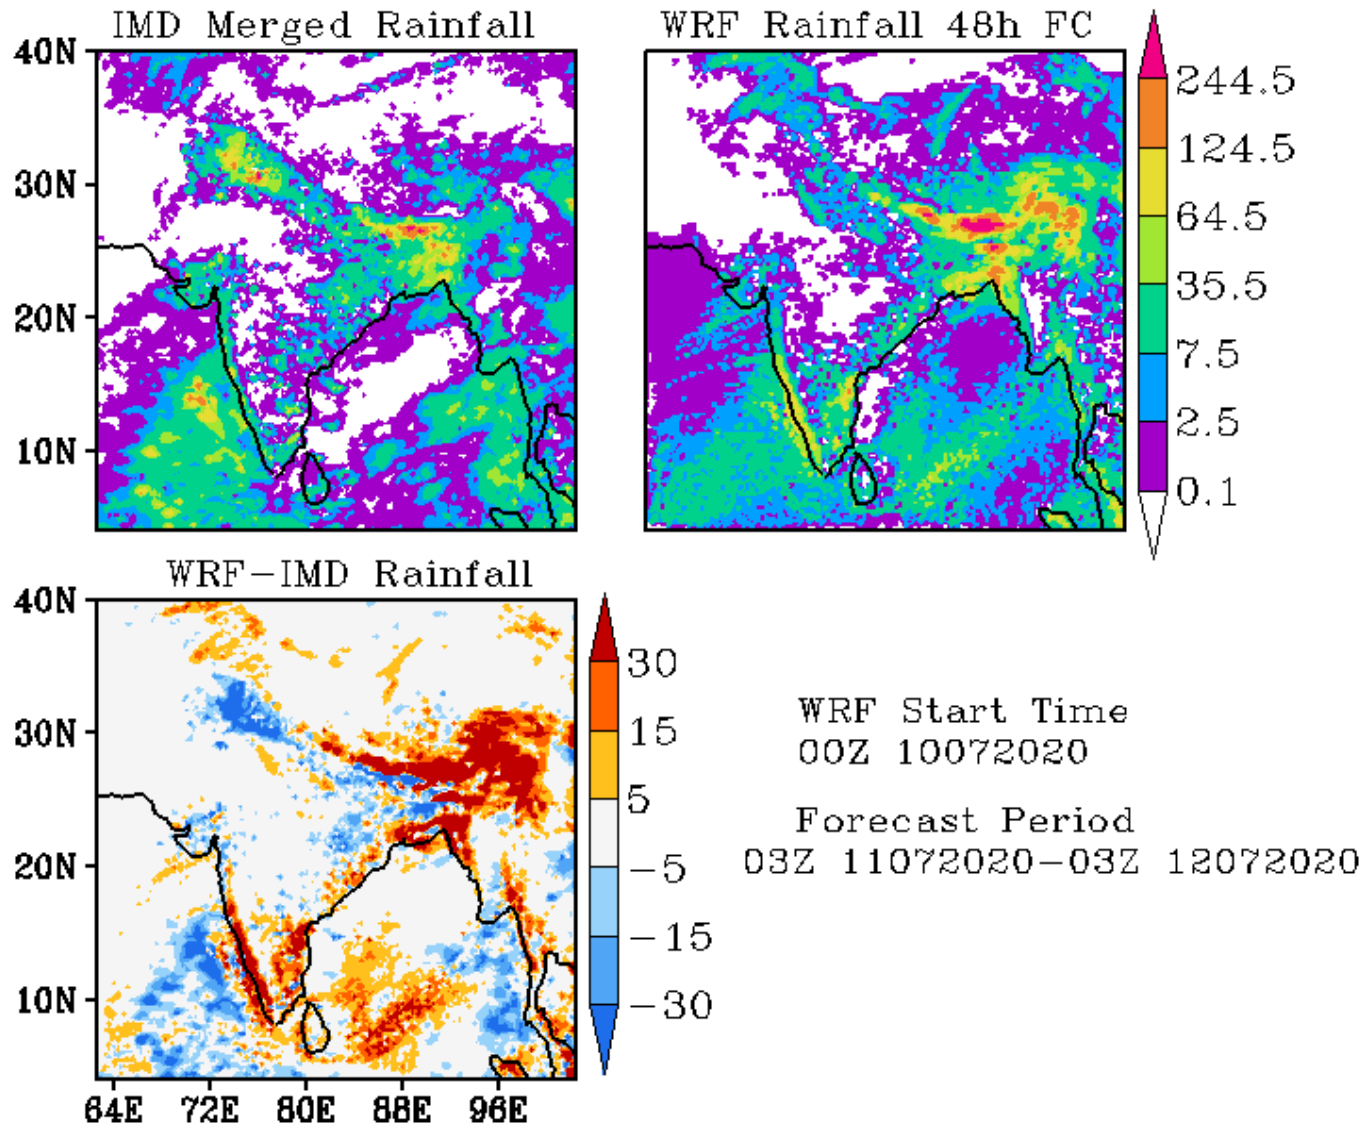 IMD Merged Rainfall
WRF Rainfall 48h FC
40N
30N
20N
10N
244.5
124.5
64.5
35.5
7.5
2.5
0.1
WRF-IMD Rainfall
40N
30N
20N
10N
64E 72E 80E 88E 96E
30
15
5
-5
-15
-30
WRF Start Time
00Z 10072020
Forecast Period
03Z 11072020-03Z 12072020